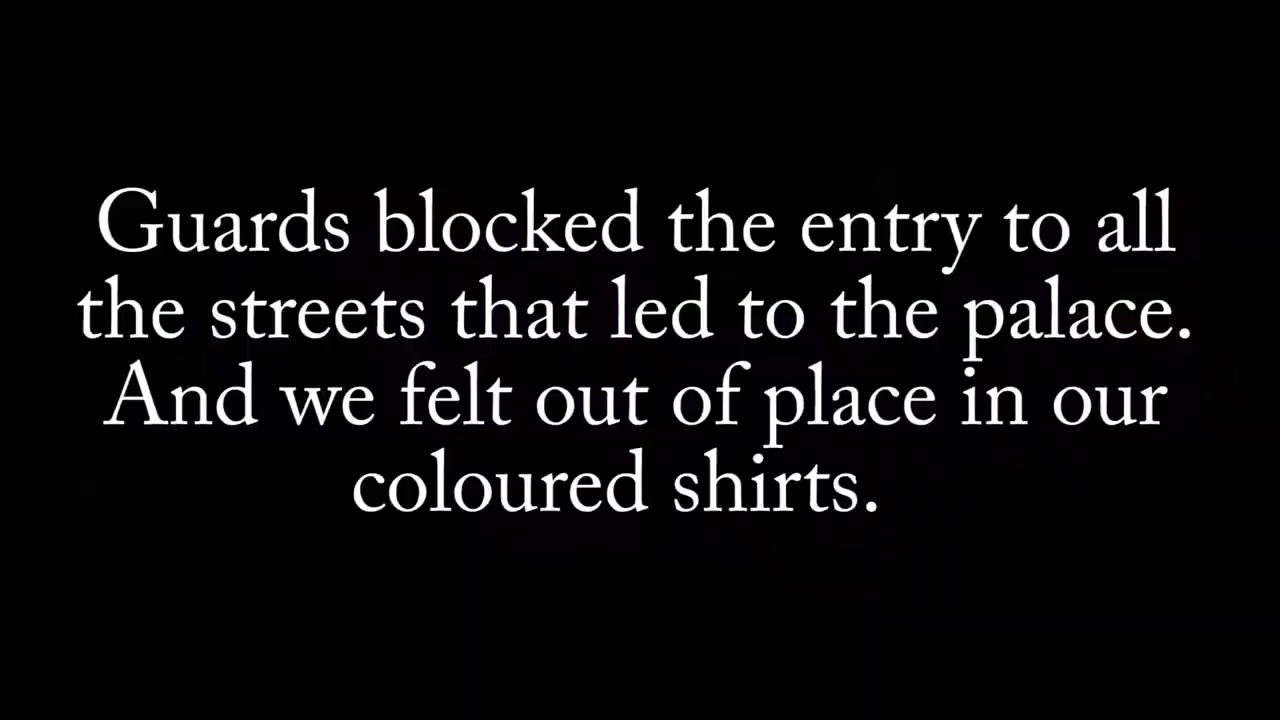 Guards blocked the entry to all
the streets that led to the palace.
And we felt out of place in our
coloured shirts.